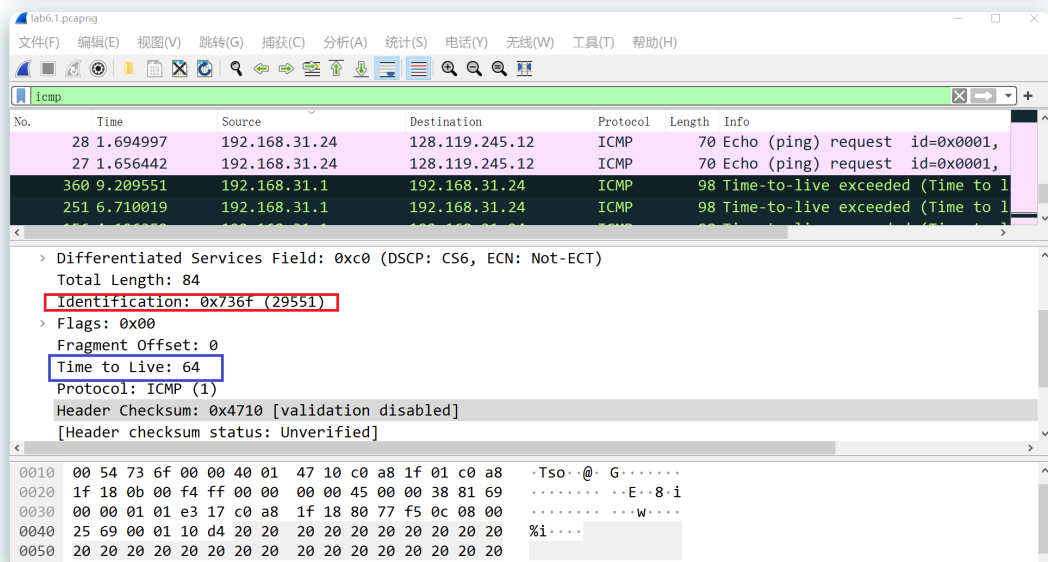 lab6.1.pcapng
文件(F) 编辑(E) 视图(V) 跳转(G) 捕获(C) 分析(A) 统计(S) 电话(Y) 无线(W) 工具(T) 帮助(H)
icmp
No. Time Source Destination Protocol Length Info
28 1.694997 192.168.31.24 128.119.245.12 ICMP 70 Echo (ping) request id=0x0001,
27 1.656442 192.168.31.24 128.119.245.12 ICMP 70 Echo (ping) request id=0x0001,
360 9.209551 192.168.31.1 192.168.31.24 ICMP 98 Time-to-live exceeded (Time to l
251 6.710019 192.168.31.1 192.168.31.24 ICMP 98 Time-to-live exceeded (Time to l
Differentiated Services Field: 0xc0 (DSCP: CS6, ECN: Not-ECT)
Total Length: 84
Identification: 0x736f (29551)
Flags: 0x00
Fragment Offset: 0
Time to Live: 64
Protocol: ICMP (1)
Header Checksum: 0x4710 [validation disabled]
[Header checksum status: Unverified]
0010 00 54 73 6f 00 00 40 01 47 10 c0 a8 1f 01 c0 a8 ·Tso··@· G·······
0020 1f 18 0b 00 f4 ff 00 00 00 00 45 00 00 38 81 69 ········ ··E··8·i
0030 00 00 01 01 e3 17 c0 a8 1f 18 80 77 f5 0c 08 00 ········ ···w····
0040 25 69 00 01 10 d4 20 20 20 20 20 20 20 20 20 20 %i····
0050 20 20 20 20 20 20 20 20 20 20 20 20 20 20 20 20